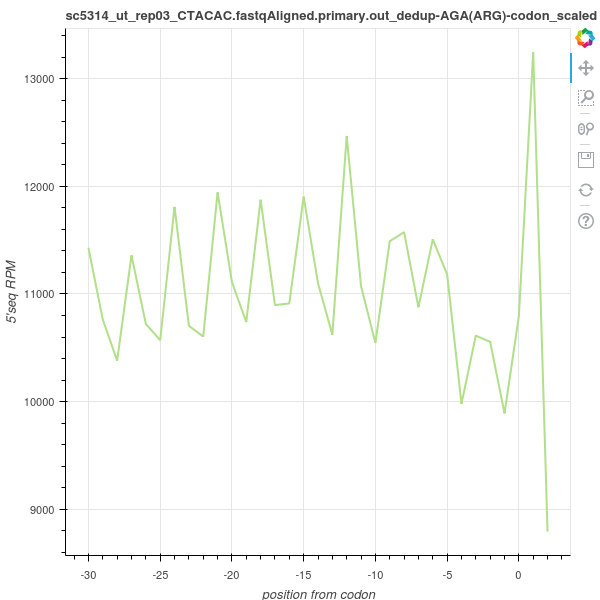 sc5314_ut_rep03_CTACAC.fastqAligned.primary.out_dedup-AGA(ARG)-codon_scaled
13000
12000
11000
10000
9000
5'seq RPM
-30 -25 -20 -15 -10 -5 0
position from codon